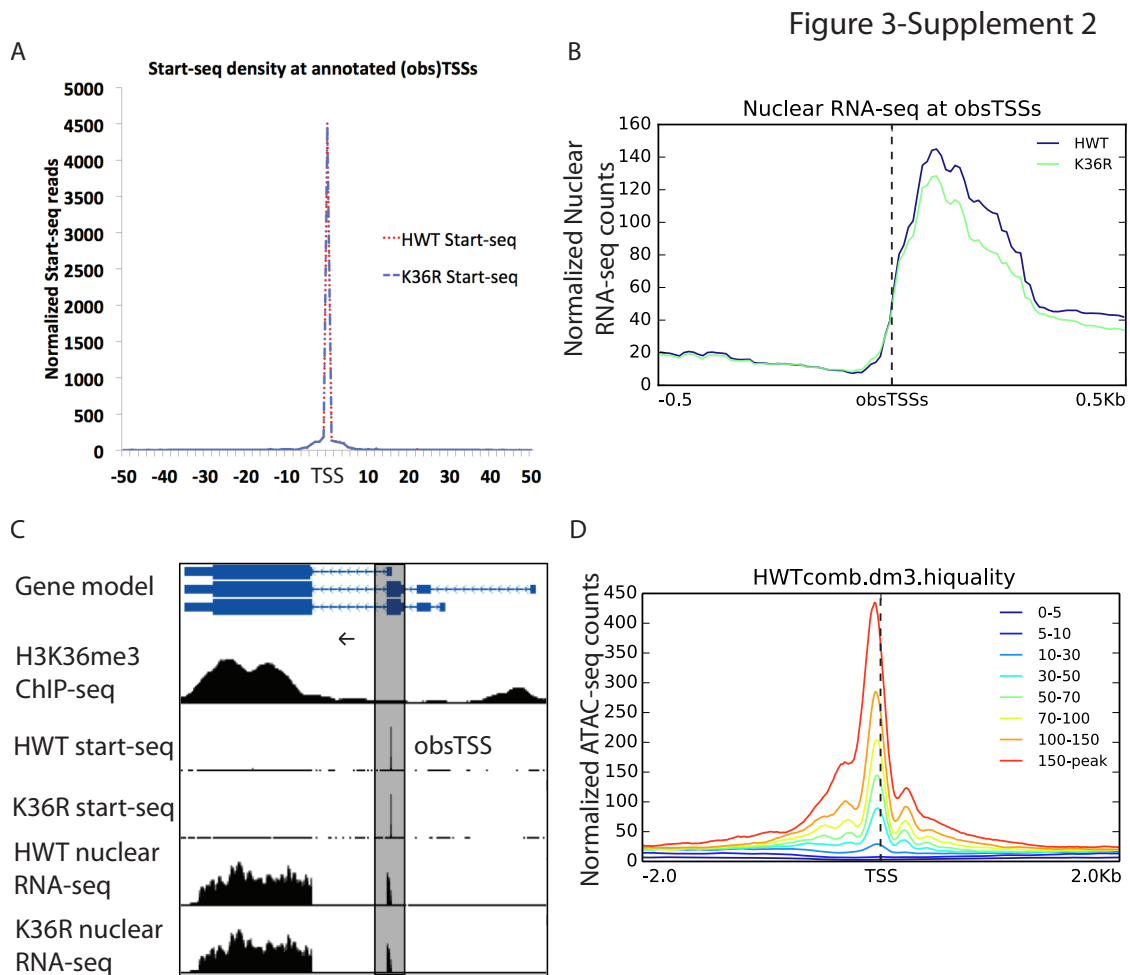 Figure 3-Supplement 2
A
Start-seq density at annotated (obs)TSSs
Normalized Start-seq reads
5000
4500
4000
3500
3000
2500
2000
1500
1000
500
0
-50 -40 -30 -20 -10 TSS 10 20 30 40 50
HWT Start-seq
K36R Start-seq
B
Nuclear RNA-seq at obsTSSs
Normalized Nuclear
RNA-seq counts
160
140
120
100
80
60
40
20
0
-0.5 obsTSSs 0.5Kb
HWT
K36R
C
Gene model
H3K36me3
ChIP-seq
HWT start-seq
obsTSS
K36R start-seq
HWT nuclear
RNA-seq
K36R nuclear
RNA-seq
D
HWTcomb.dm3.hiquality
Normalized ATAC-seq counts
450
400
350
300
250
200
150
100
50
0
-2.0 TSS 2.0Kb
0-5
5-10
10-30
30-50
50-70
70-100
100-150
150-peak